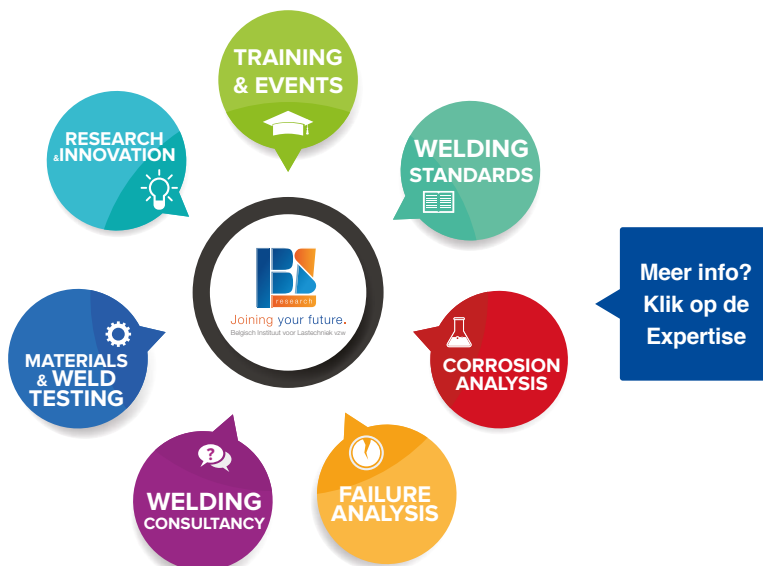 TRAINING
& EVENTS
RESEARCH
&INNOVATION
WELDING
STANDARDS
BIL
research
Joining your future.
Belgisch Instituut voor Lastechniek vzw
Meer info?
Klik op de
Expertise
MATERIALS
& WELD
TESTING
CORROSION
ANALYSIS
?
WELDING
CONSULTANCY
FAILURE
ANALYSIS